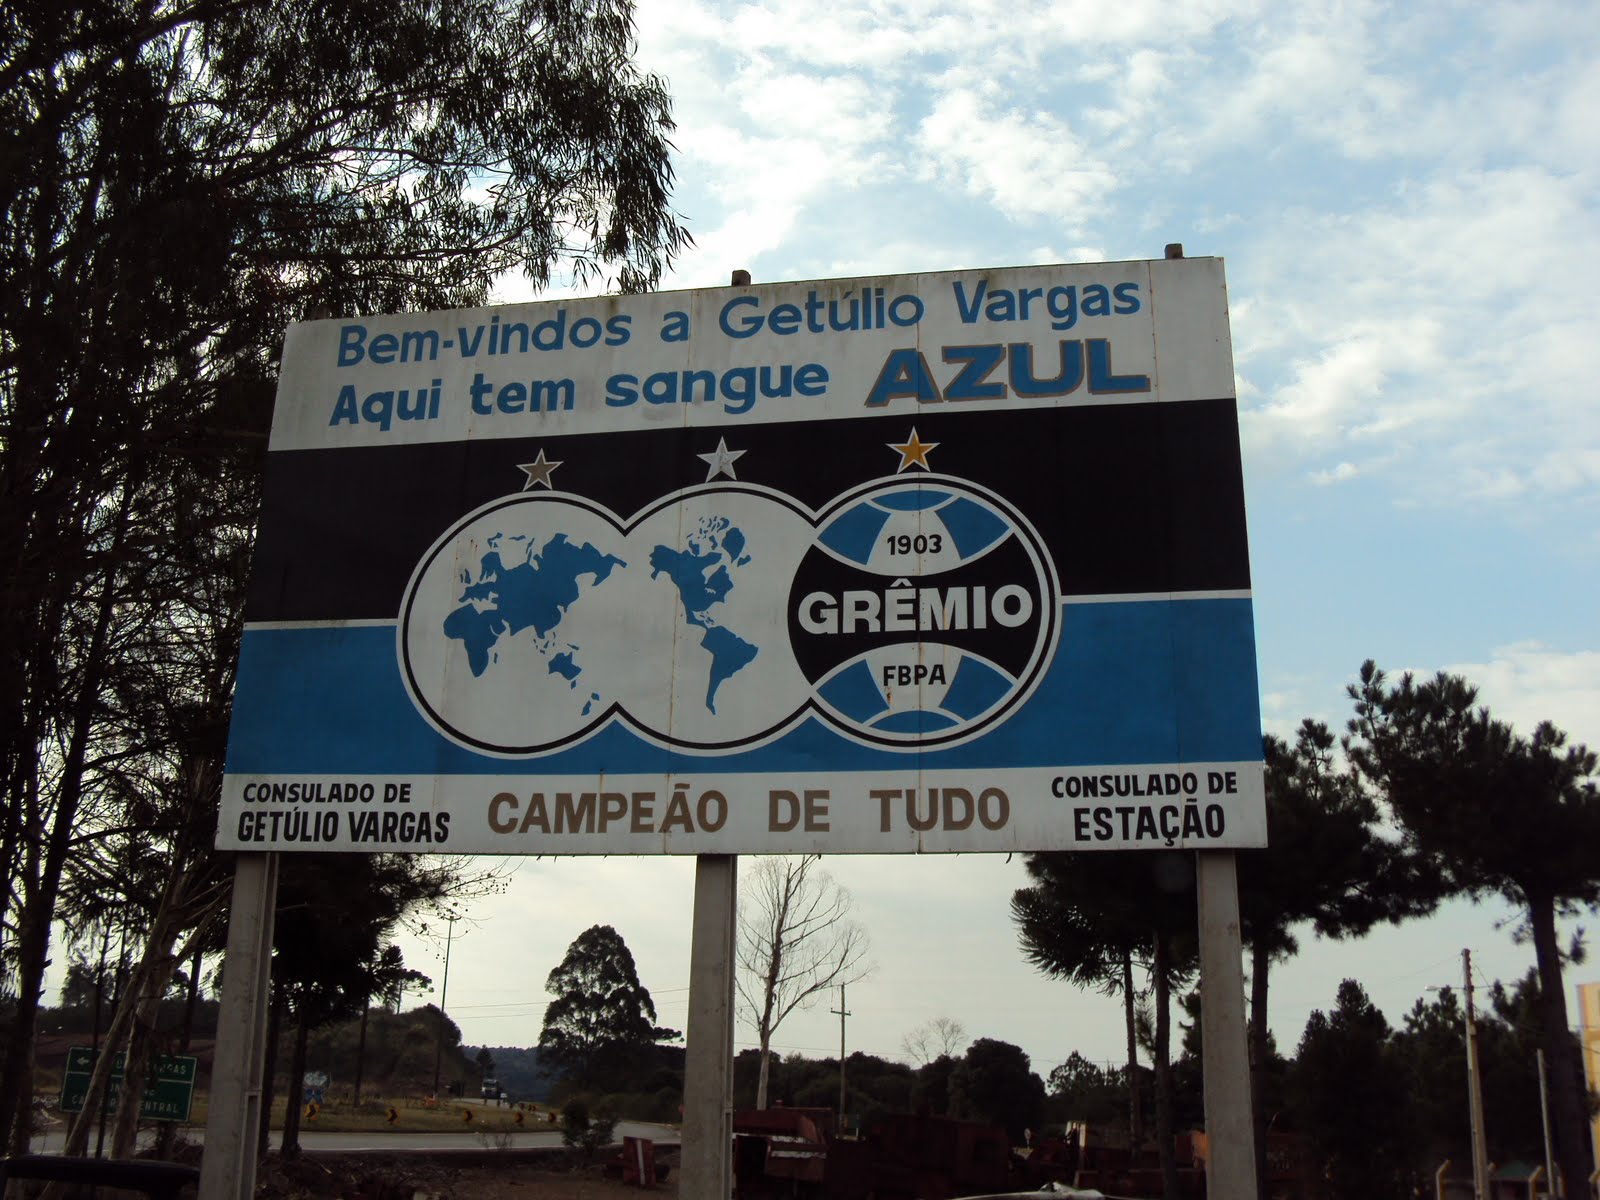 Bem-vindos a Getúlio Vargas
Aqui tem sangue AZUL
1903
GRÊMIO
FBPA
CONSULADO DE
GETÚLIO VARGAS
CAMPEÃO DE TUDO
CONSULADO DE
ESTAÇÃO